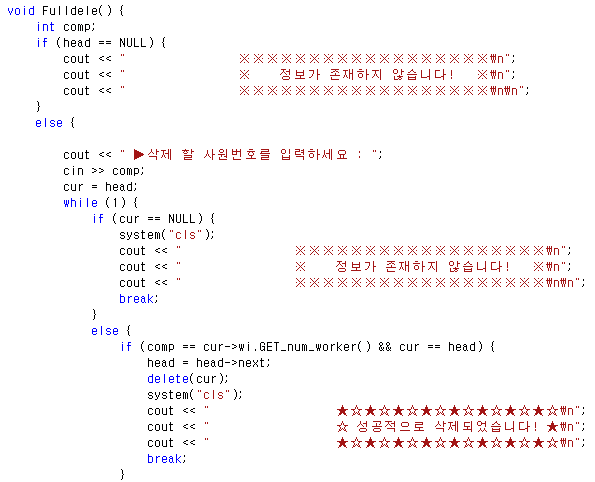 void Fulldele() {
    int comp;
    if (head == NULL) {
        cout << "                ※※※※※※※※※※※※※※※※※※\n";
        cout << "                ※    정보가 존재하지 않습니다!   ※\n";
        cout << "                ※※※※※※※※※※※※※※※※※※\n\n";
    }
    else {
        cout << " ▶삭제 할 사원번호를 입력하세요 : ";
        cin >> comp;
        cur = head;
        while (1) {
            if (cur == NULL) {
                system("cls");
                cout << "                ※※※※※※※※※※※※※※※※※※\n";
                cout << "                ※    정보가 존재하지 않습니다!   ※\n";
                cout << "                ※※※※※※※※※※※※※※※※※※\n\n";
                break;
            }
            else {
                if (comp == cur->wi.GET_num_worker() && cur == head) {
                    head = head->next;
                    delete(cur);
                    system("cls");
                    cout << "                  ★☆★☆★☆★☆★☆★☆★☆★☆\n";
                    cout << "                  ☆ 성공적으로 삭제되었습니다! ★\n";
                    cout << "                  ★☆★☆★☆★☆★☆★☆★☆★☆\n";
                    break;
                }